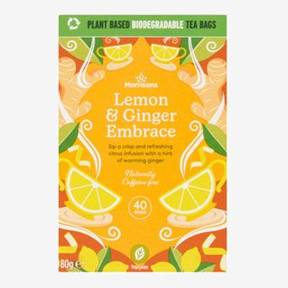 PLANT BASED BIODEGRADABLE TEA BAGS
Morrisons
Lemon
& Ginger
Embrace
Sip a crisp and refreshing
citrus infusion with a hint
of warming ginger
Naturally
Caffeine free
40
BAGS
80g e